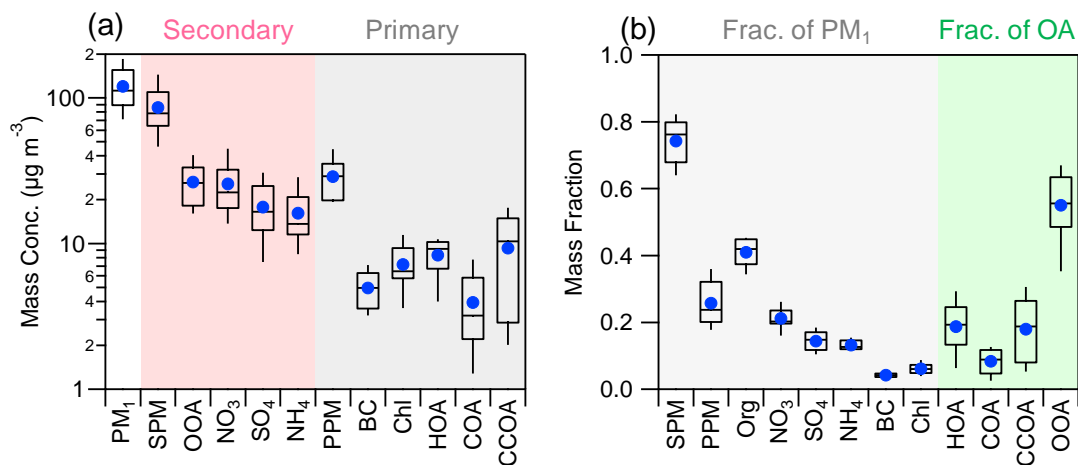 (a)
Secondary
Primary
Mass Conc. (µg m⁻³)
2
100
8
6
4
2
10
8
6
4
2
1
PM₁
SPM
OOA
NO₃
SO₄
NH₄
PPM
BC
Chl
HOA
COA
CCOA
(b)
Frac. of PM₁
Frac. of OA
Mass Fraction
1.0
0.8
0.6
0.4
0.2
0.0
SPM
PPM
Org
NO₃
SO₄
NH₄
BC
Chl
HOA
COA
CCOA
OOA